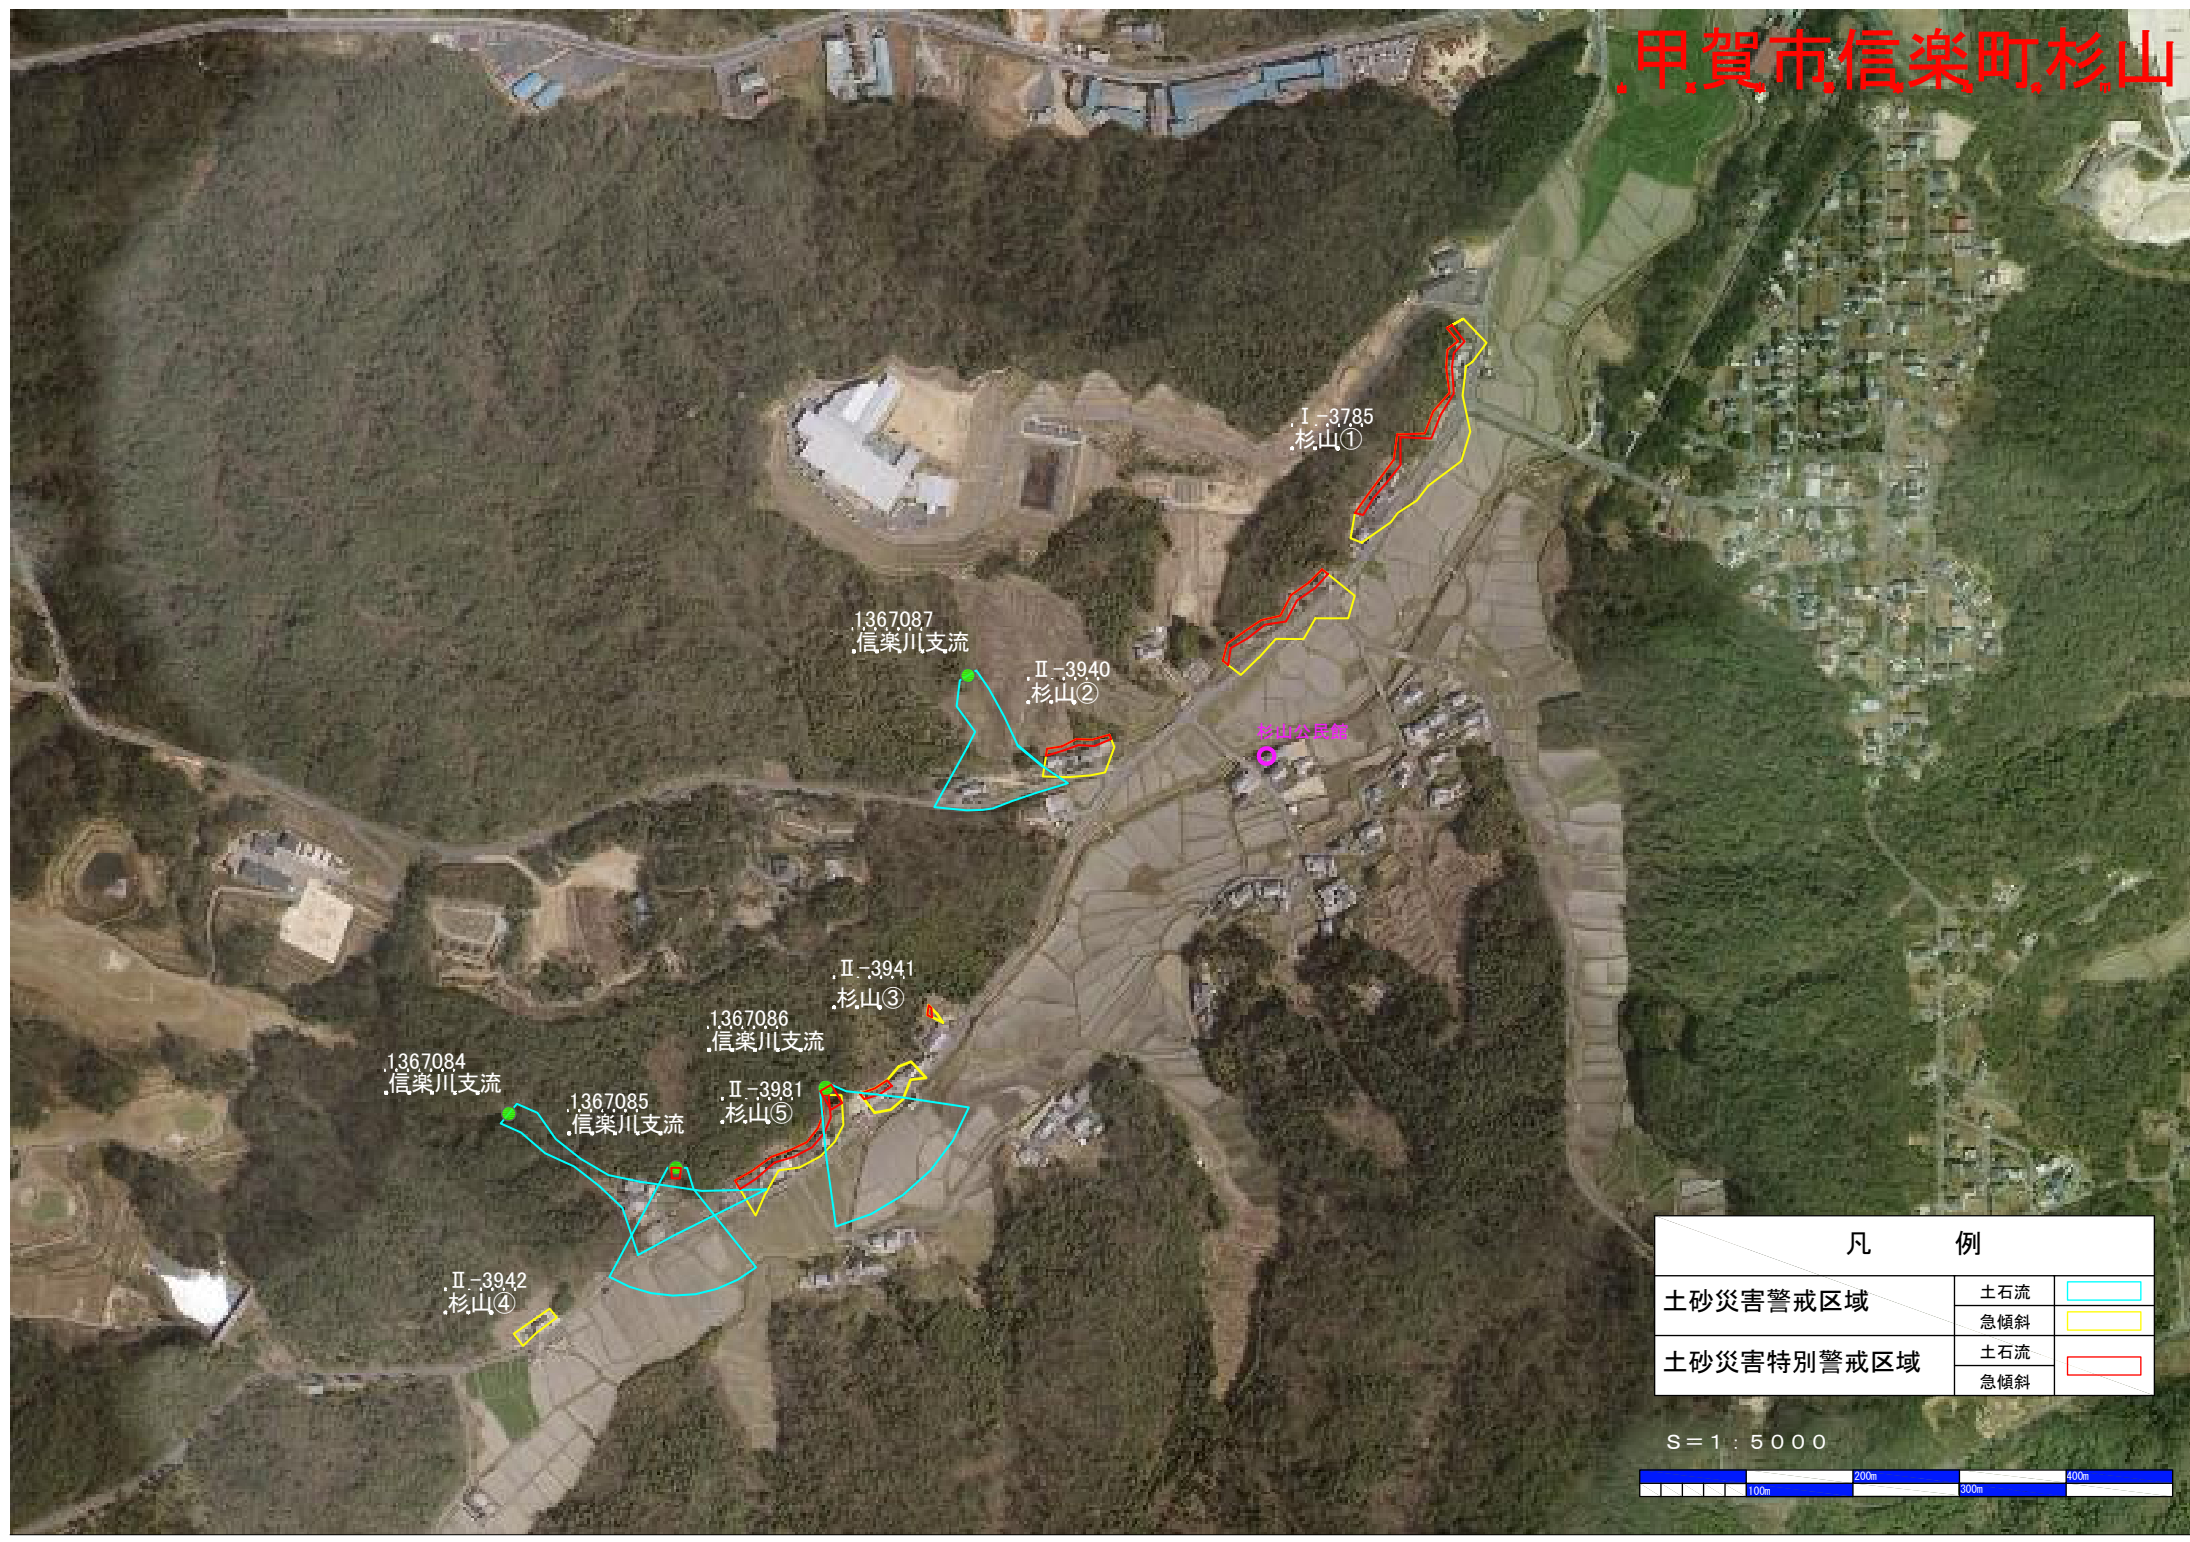 甲賀市信楽町杉山
Ⅰ-3785
杉山①
1367087
信楽川支流
Ⅱ-3940
杉山②
杉山公民館
Ⅱ-3941
杉山③
1367086
信楽川支流
1367084
信楽川支流
Ⅱ-3981
杉山⑤
1367085
信楽川支流
Ⅱ-3942
杉山④
凡 例
土砂災害警戒区域
土石流
急傾斜
土砂災害特別警戒区域
土石流
急傾斜
S=1:5000
200m
400m
100m
300m